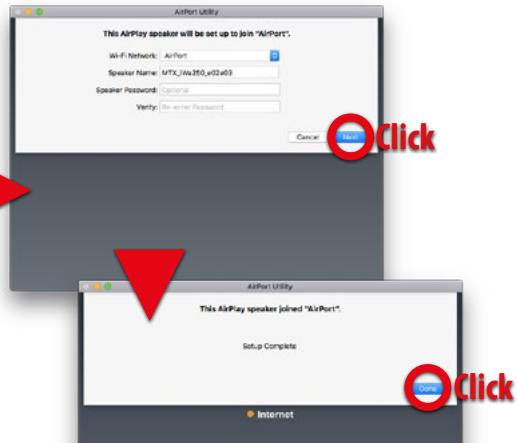 AirPort Utility
This AirPlay speaker will be set up to join "AirPort".
Wi-Fi Network: AirPort
Speaker Name: MTX_iWa250_e02e03
Speaker Password: Optional
Verify: Re-enter Password
Cancel Next Click
AirPort Utility
This AirPlay speaker joined "AirPort".
Setup Complete
Done Click
Internet